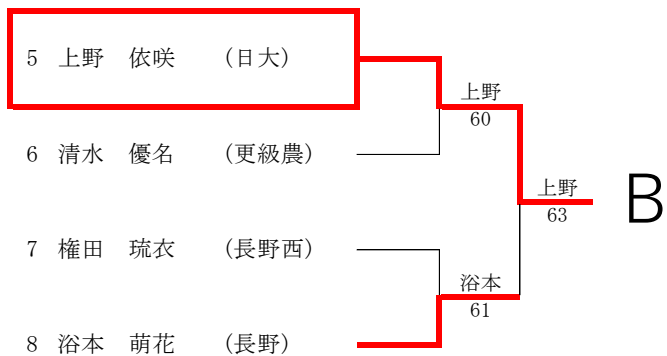 5 上野 依咲 (日大)
上野
60
6 清水 優名 (更級農)
上野
63
B
7 権田 琉衣 (長野西)
浴本
61
8 浴本 萌花 (長野)